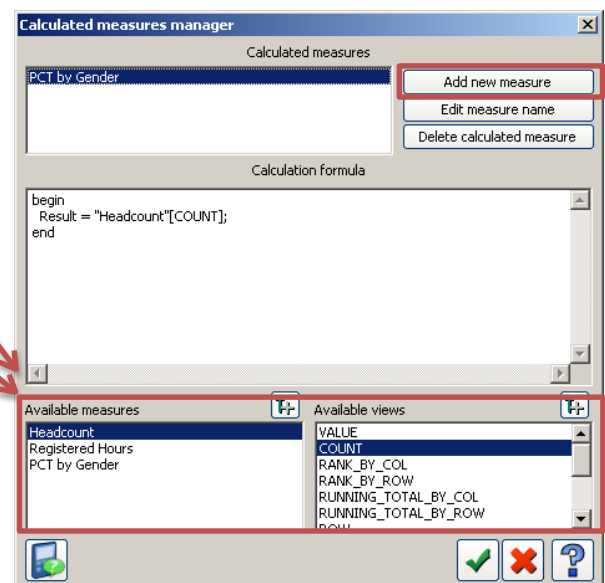 Calculated measures manager
Calculated measures
PCT by Gender
Add new measure
Edit measure name
Delete calculated measure
Calculation formula
begin
Result = "Headcount"[COUNT];
end
Available measures
Available views
Headcount
Registered Hours
PCT by Gender
VALUE
COUNT
RANK_BY_COL
RANK_BY_ROW
RUNNING_TOTAL_BY_COL
RUNNING_TOTAL_BY_ROW